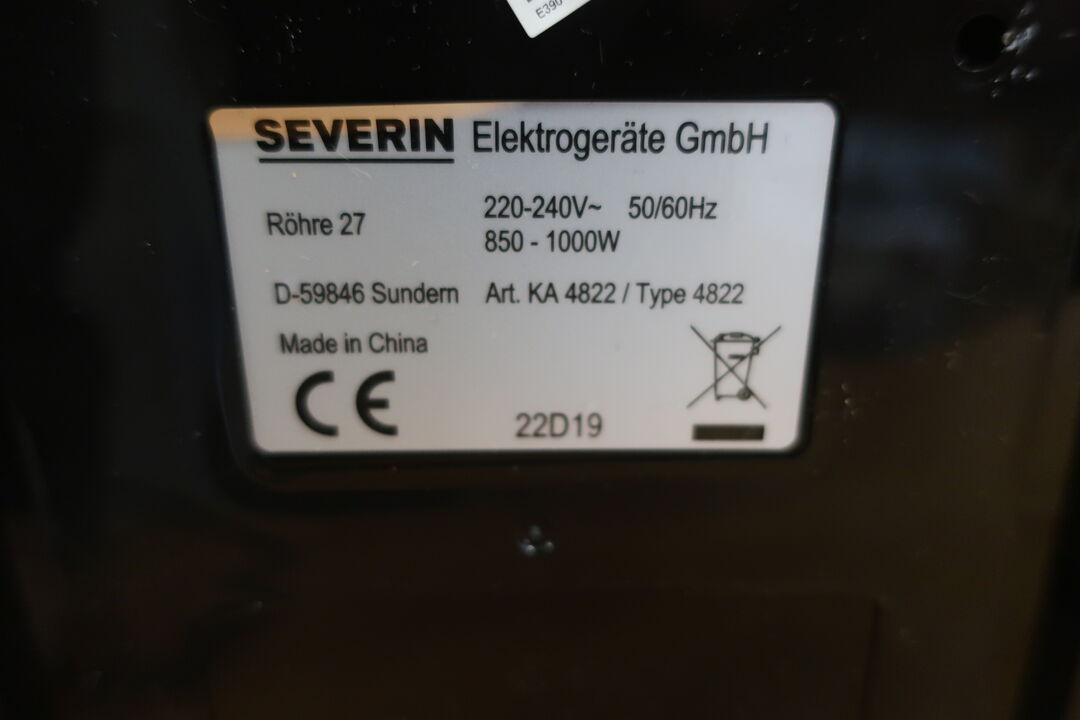 E390
SEVERIN Elektrogeräte GmbH
Röhre 27
220-240V~ 50/60Hz
850 - 1000W
D-59846 Sundern
Art. KA 4822 / Type 4822
Made in China
CE
22D19